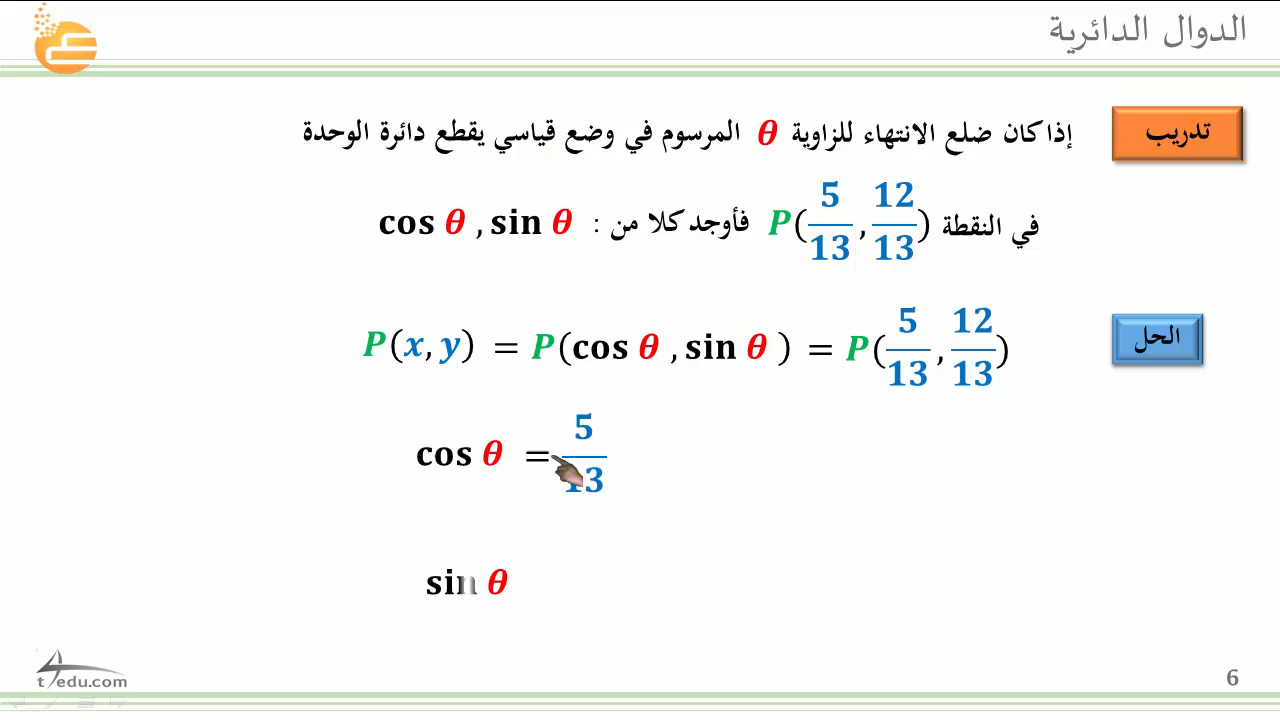 الدوال الدائرية
تدريب
إذا كان ضلع الانتهاء للزاوية θ المرسوم في وضع قياسي يقطع دائرة الوحدة
في النقطة P(5/13, 12/13) فأوجد كلا من : cos θ , sin θ
الحل
P(x, y) = P(cos θ , sin θ ) = P(5/13, 12/13)
cos θ = 5/13
sin θ
6